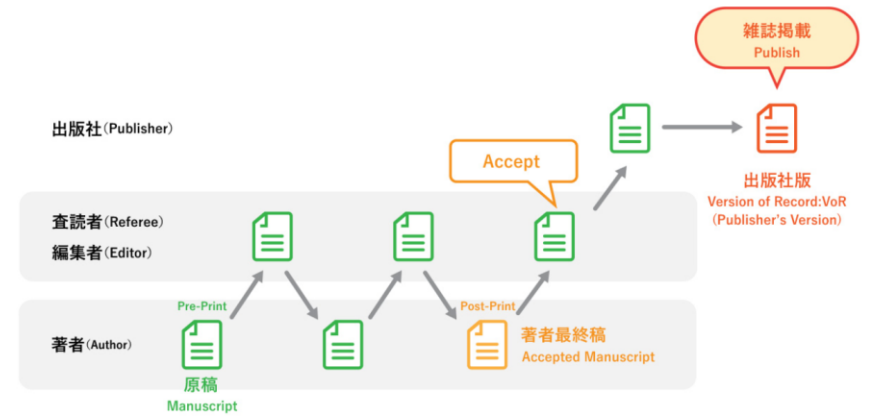 雑誌掲載
Publish
出版社(Publisher)
Accept
出版社版
Version of Record:VoR
(Publisher's Version)
査読者(Referee)
編集者(Editor)
Pre-Print
Post-Print
著者(Author)
著者最終稿
Accepted Manuscript
原稿
Manuscript